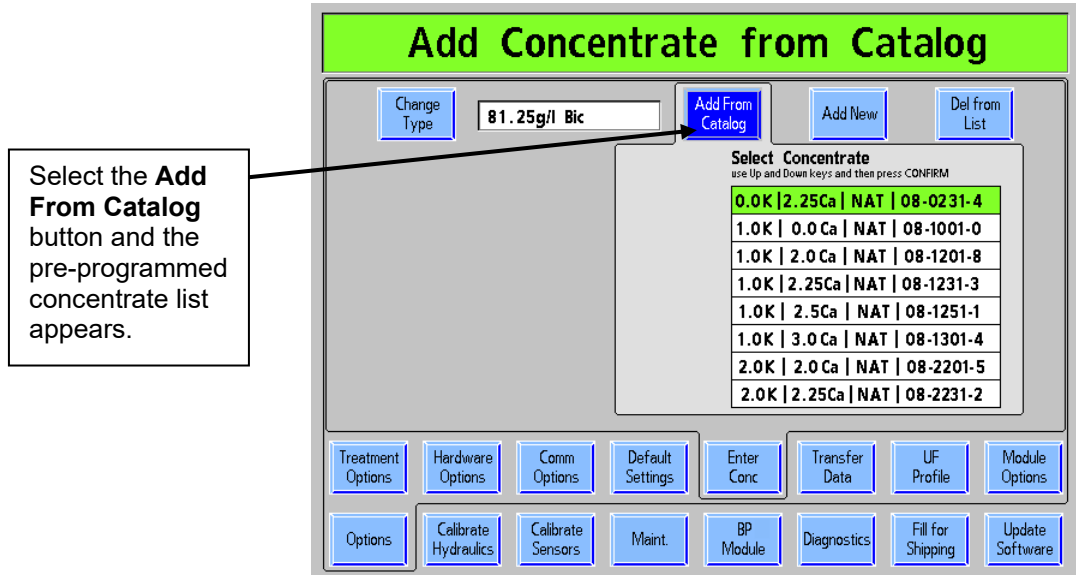 Add Concentrate from Catalog
Change
Type
81.25g/l Bic
Add From
Catalog
Add New
Del from
List
Select the Add
From Catalog
button and the
pre-programmed
concentrate list
appears.
Select Concentrate
use Up and Down keys and then press CONFIRM
0.0K | 2.25Ca | NAT | 08-0231-4
1.0K | 0.0 Ca | NAT | 08-1001-0
1.0K | 2.0 Ca | NAT | 08-1201-8
1.0K | 2.25Ca | NAT | 08-1231-3
1.0K | 2.5Ca | NAT | 08-1251-1
1.0K | 3.0 Ca | NAT | 08-1301-4
2.0K | 2.0 Ca | NAT | 08-2201-5
2.0K | 2.25Ca | NAT | 08-2231-2
Treatment
Options
Hardware
Options
Comm
Options
Default
Settings
Enter
Conc
Transfer
Data
UF
Profile
Module
Options
Options
Calibrate
Hydraulics
Calibrate
Sensors
Maint.
BP
Module
Diagnostics
Fill for
Shipping
Update
Software